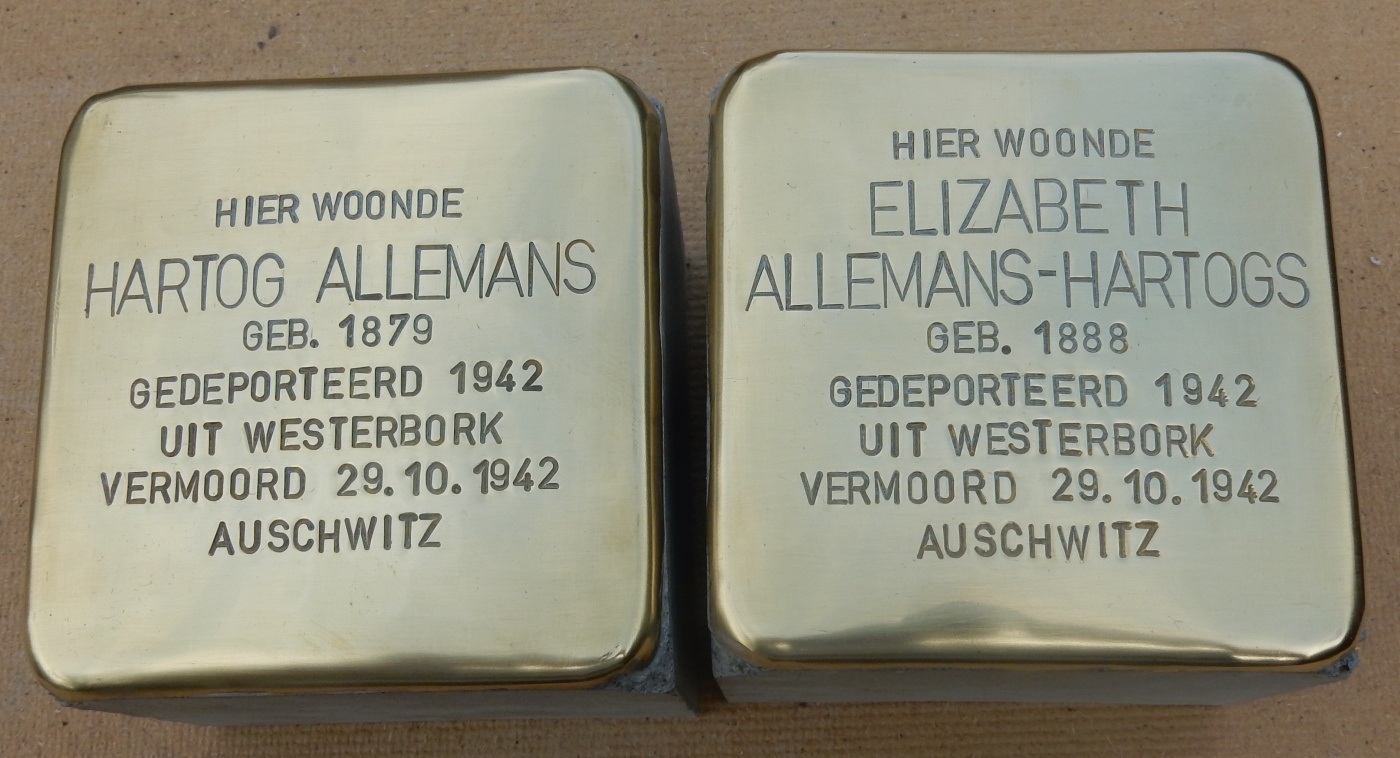 HIER WOONDE
HARTOG ALLEMANS
GEB. 1879
GEDEPORTEERD 1942
UIT WESTERBORK
VERMOORD 29.10.1942
AUSCHWITZ
HIER WOONDE
ELIZABETH
ALLEMANS-HARTOGS
GEB. 1888
GEDEPORTEERD 1942
UIT WESTERBORK
VERMOORD 29.10.1942
AUSCHWITZ